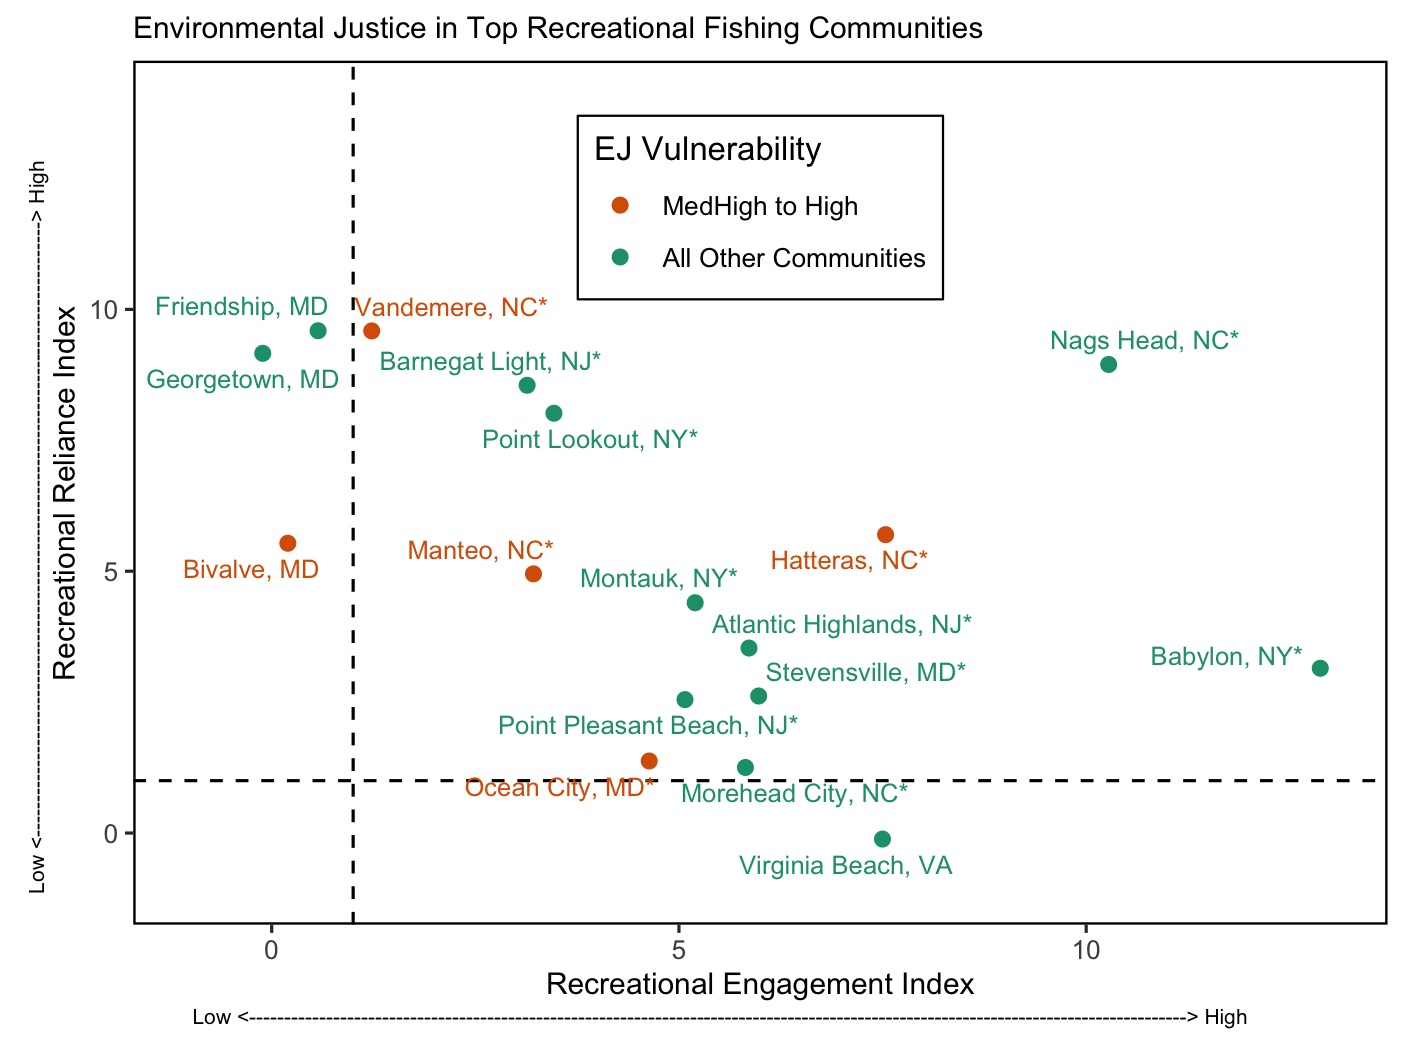 Environmental Justice in Top Recreational Fishing Communities
EJ Vulnerability
MedHigh to High
All Other Communities
Friendship, MD
Vandemere, NC*
Georgetown, MD
Barnegat Light, NJ*
Point Lookout, NY*
Nags Head, NC*
Bivalve, MD
Manteo, NC*
Hatteras, NC*
Montauk, NY*
Atlantic Highlands, NJ*
Babylon, NY*
Stevensville, MD*
Point Pleasant Beach, NJ*
Ocean City, MD*
Morehead City, NC*
Virginia Beach, VA
10
5
0
Recreational Reliance Index
Low <----------------------------------------------------------------------------------------> High
0
5
10
Recreational Engagement Index
Low <--------------------------------------------------------------------------------------------------------------------------------------> High